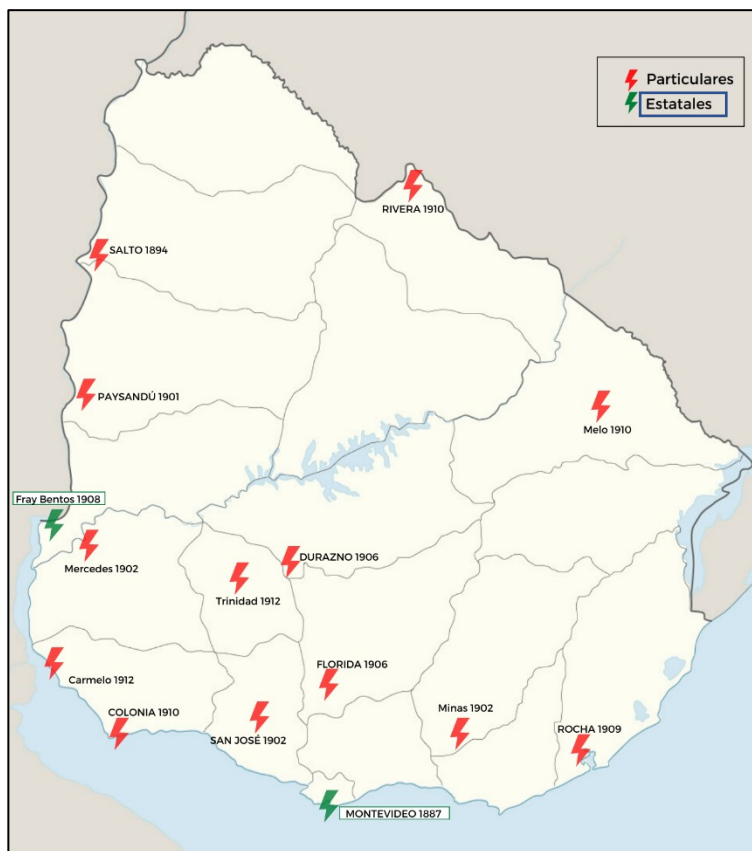 Particulares
Estatales
RIVERA 1910
SALTO 1894
PAYSANDÚ 1901
Melo 1910
Fray Bentos 1908
Mercedes 1902
DURAZNO 1906
Trinidad 1912
FLORIDA 1906
Carmelo 1912
COLONIA 1910
SAN JOSÉ 1902
Minas 1902
ROCHA 1909
MONTEVIDEO 1887